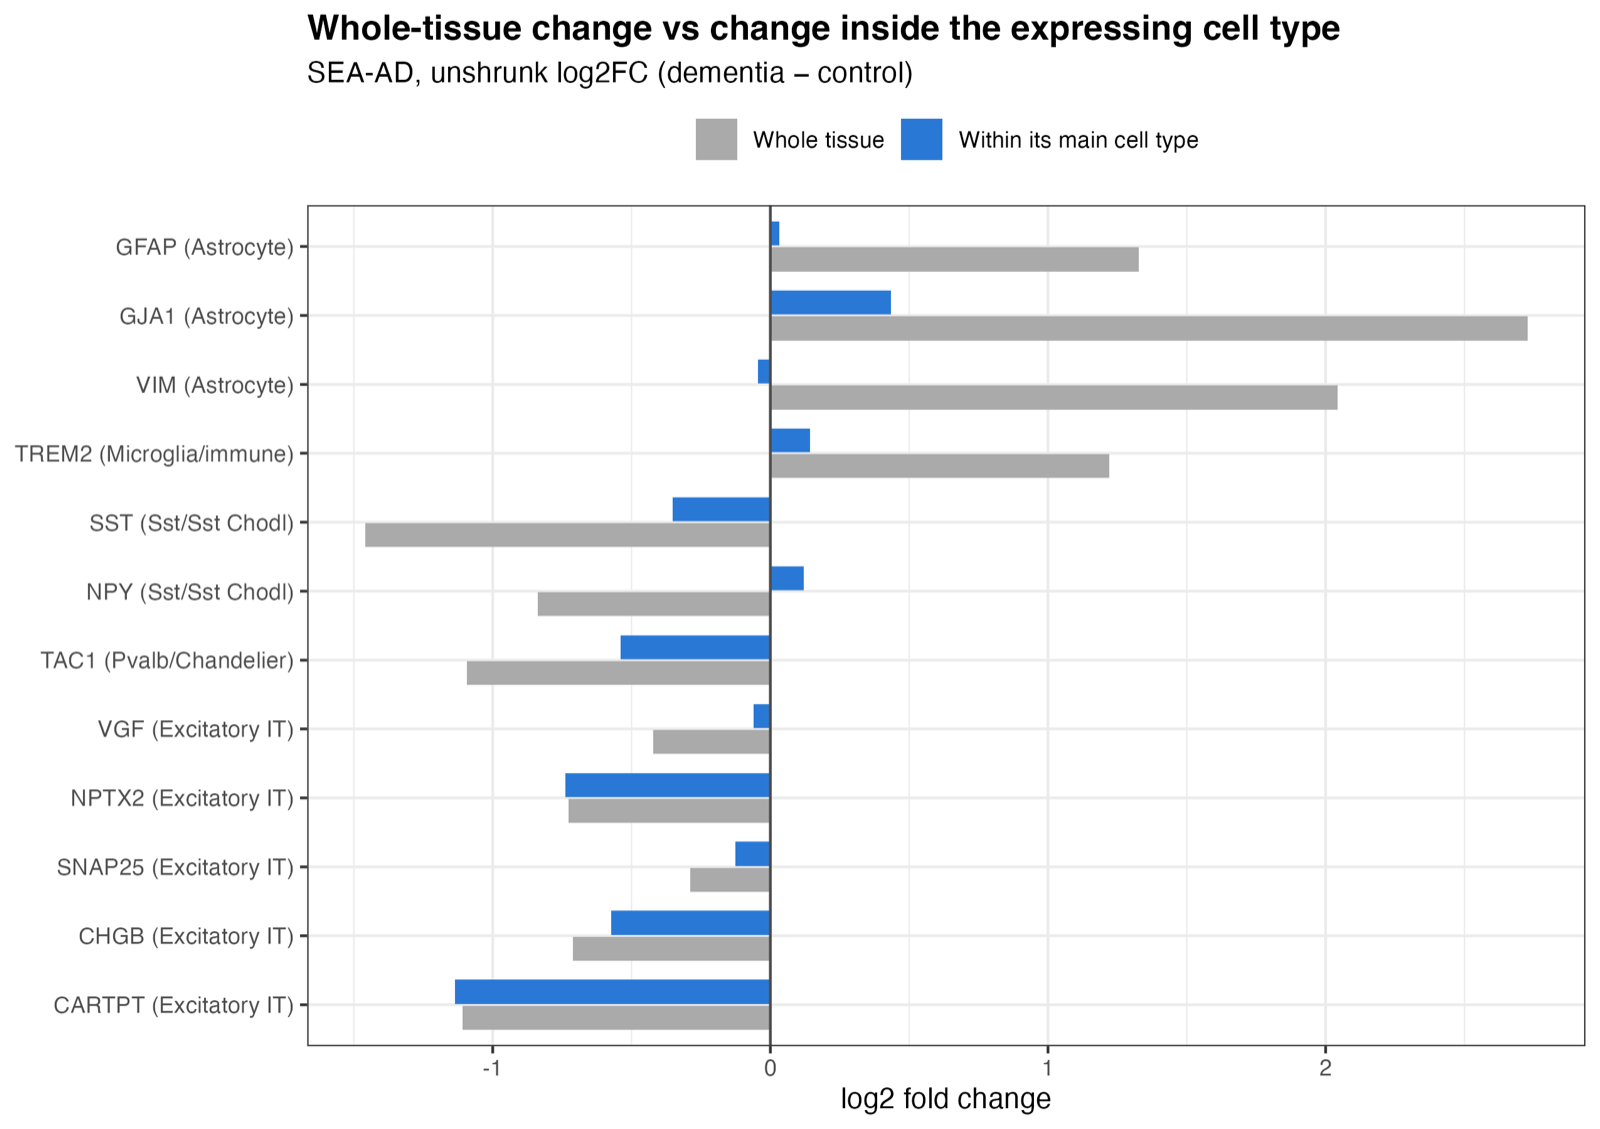 Whole-tissue change vs change inside the expressing cell type
SEA-AD, unshrunk log2FC (dementia – control)
Whole tissue
Within its main cell type
GFAP (Astrocyte)
GJA1 (Astrocyte)
VIM (Astrocyte)
TREM2 (Microglia/immune)
SST (Sst/Sst Chodl)
NPY (Sst/Sst Chodl)
TAC1 (Pvalb/Chandelier)
VGF (Excitatory IT)
NPTX2 (Excitatory IT)
SNAP25 (Excitatory IT)
CHGB (Excitatory IT)
CARTPT (Excitatory IT)
-1 0 1 2
log2 fold change